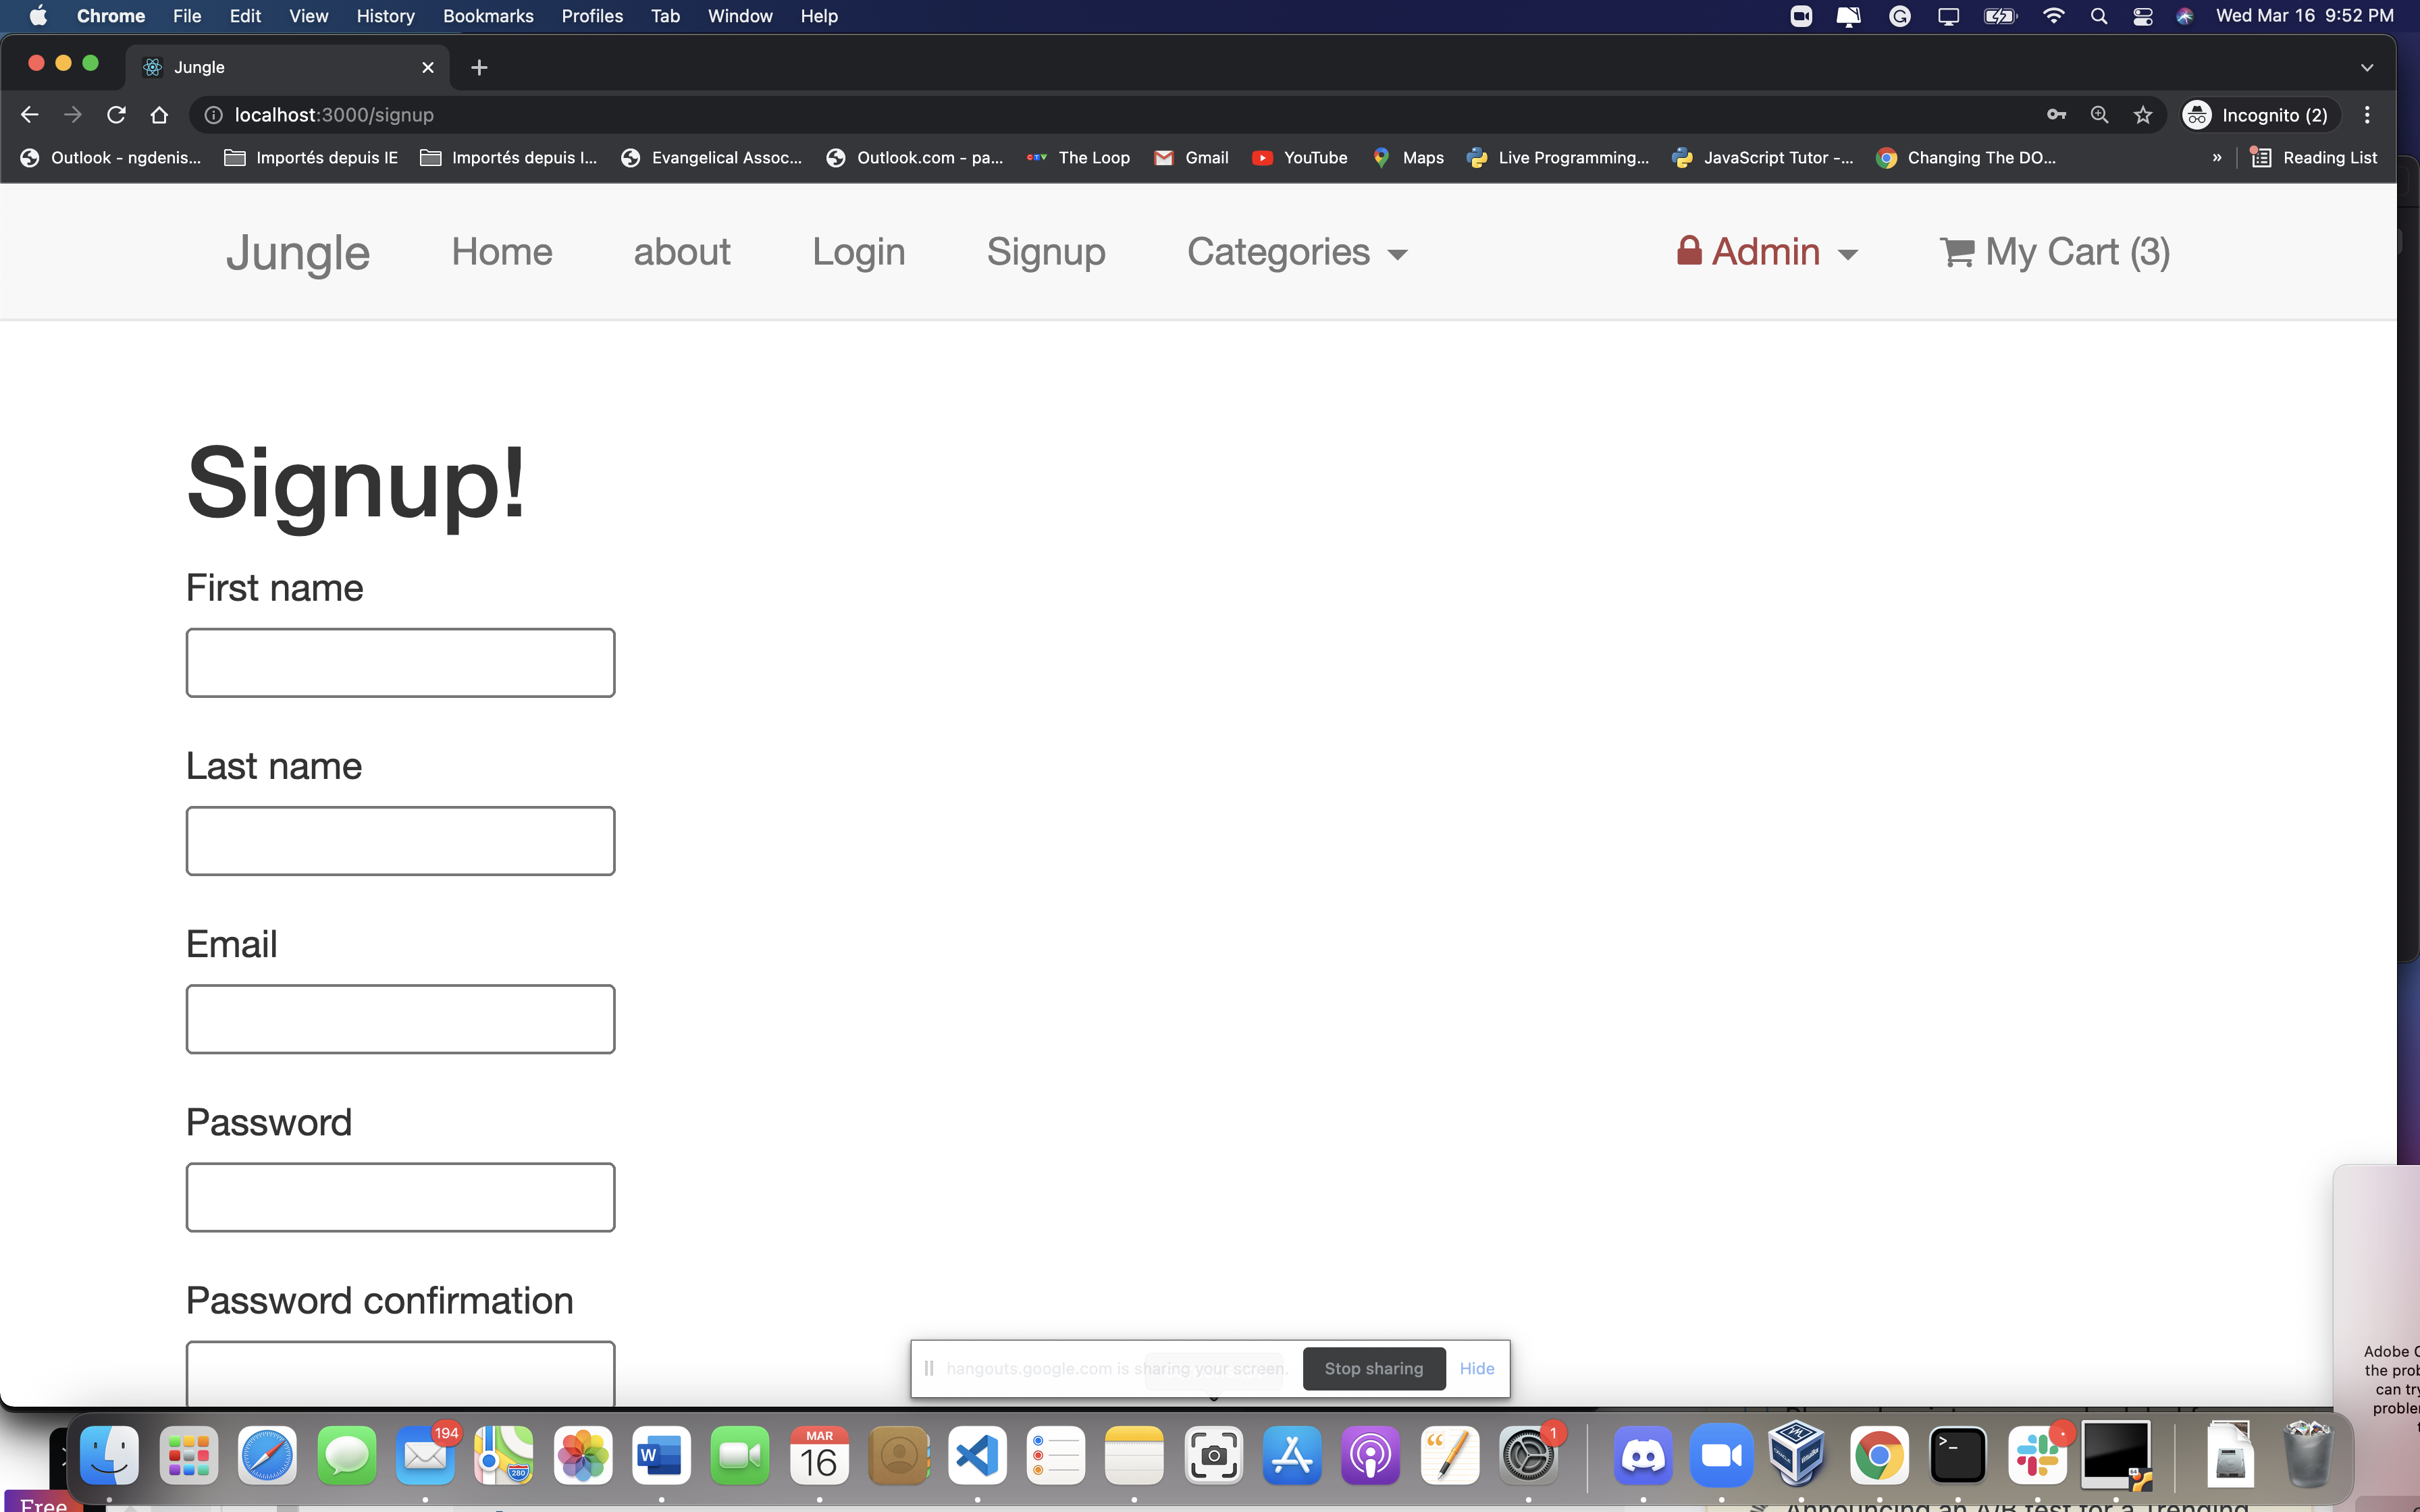 Chrome File Edit View History Bookmarks Profiles Tab Window Help Wed Mar 16 9:52 PM
Jungle
localhost:3000/signup Incognito (2)
Outlook - ngdenis... Importés depuis IE Importés depuis I... Evangelical Assoc... Outlook.com - pa... CTV The Loop Gmail YouTube Maps Live Programming... JavaScript Tutor -... Changing The DO... » Reading List
Jungle Home about Login Signup Categories Admin My Cart (3)
Signup!
First name
Last name
Email
Password
Password confirmation
hangouts.google.com is sharing your screen. Stop sharing Hide
Adobe C
the prob
can try
problem
194
MAR
16
280
W
1
Free
Announcing an A/B test for a Trending